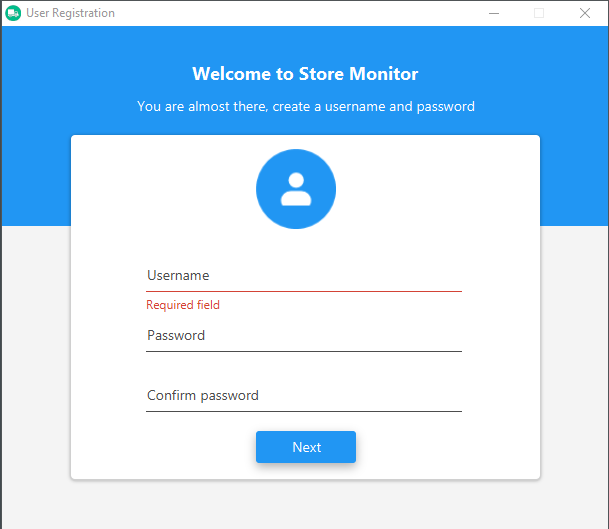 User Registration
Welcome to Store Monitor
You are almost there, create a username and password
Username
Required field
Password
Confirm password
Next